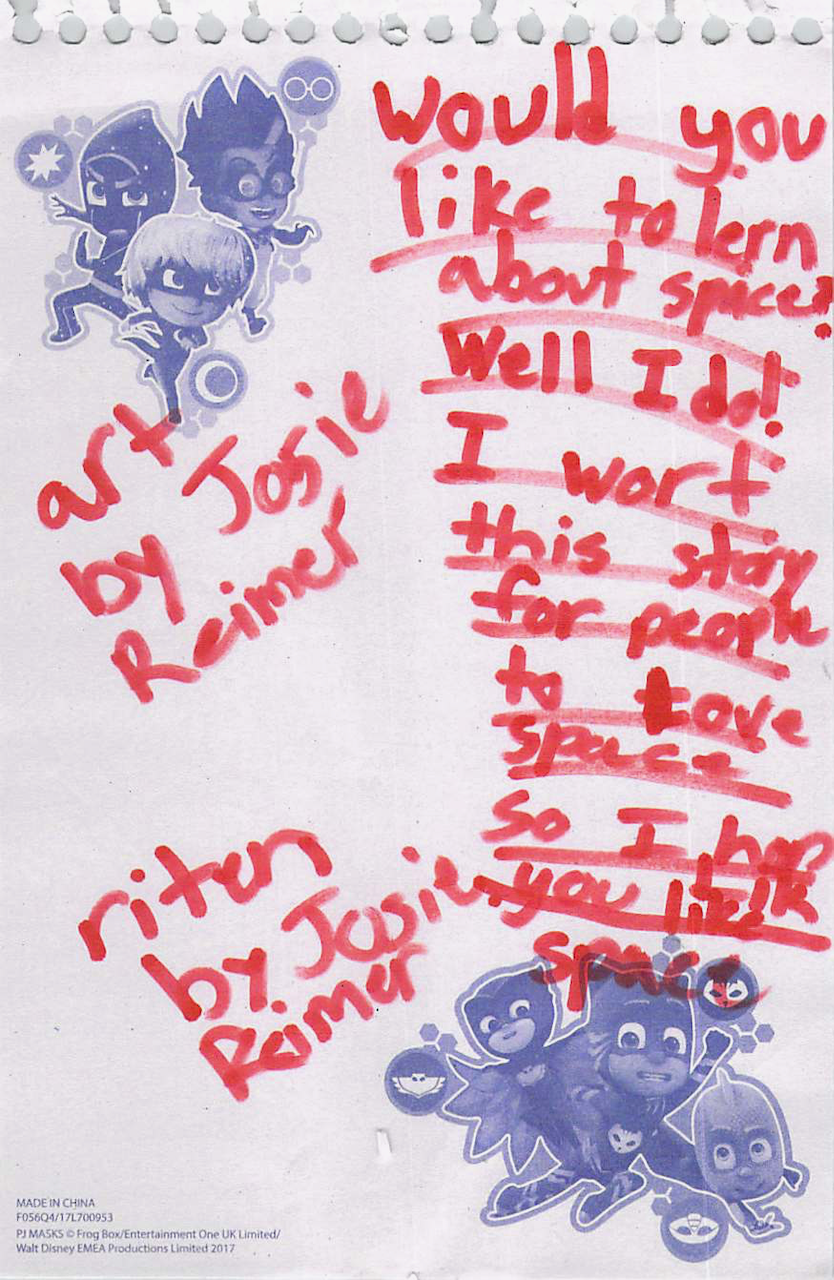 would you
like to lern
about space?
Well I do!
I wort
this story
for people
to love
space
so I hop
you like
space
art
by Josie
Reimer
riten
by Josie
Reimer
MADE IN CHINA
F056Q4/17L700953
PJ MASKS © Frog Box/Entertainment One UK Limited/
Walt Disney EMEA Productions Limited 2017